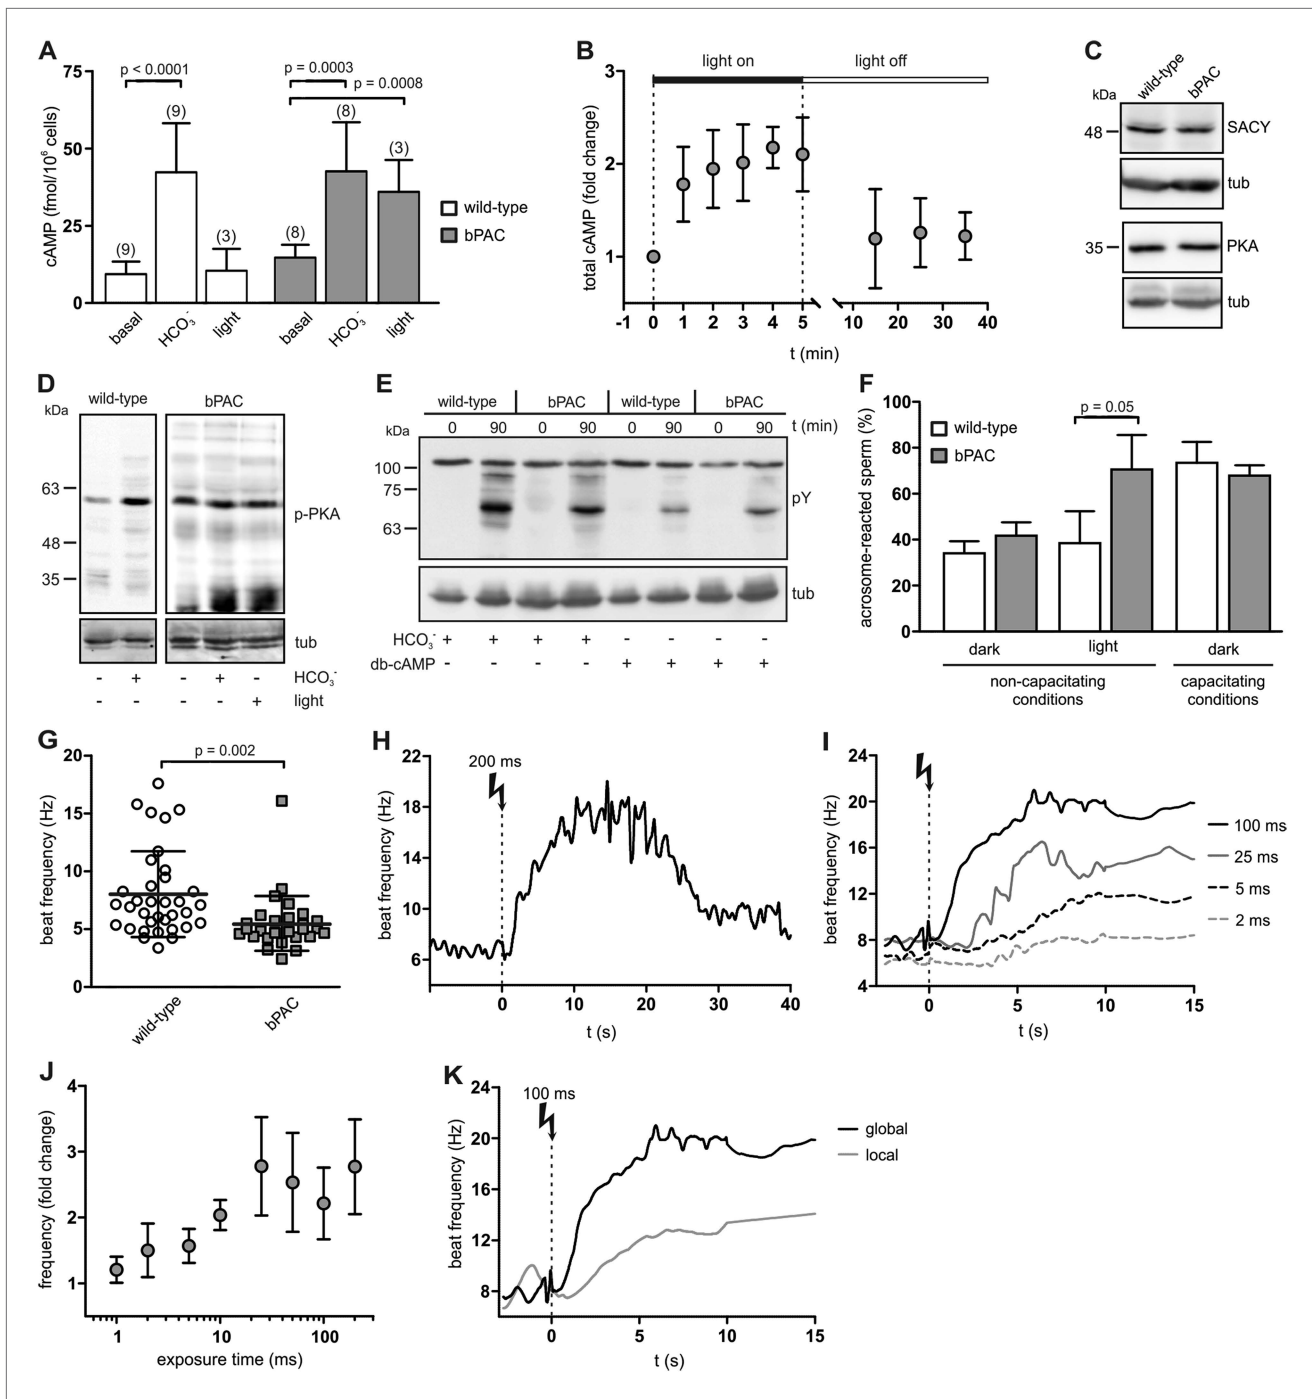 A
75
50
25
0
cAMP (fmol/10⁶ cells)
p < 0.0001
p = 0.0003
p = 0.0008
(9)
(9)
(3)
(8)
(8)
(3)
basal
HCO₃⁻
light
basal
HCO₃⁻
light
wild-type
bPAC
B
light on
light off
3
2
1
total cAMP (fold change)
-1 0 1 2 3 4 5 10 20 30 40
t (min)
C
wild-type
bPAC
kDa
48
SACY
tub
35
PKA
tub
D
wild-type
bPAC
kDa
63
48
35
p-PKA
tub
- + - + - HCO₃⁻
- - - - + light
E
wild-type bPAC wild-type bPAC
0 90 0 90 0 90 0 90 t (min)
kDa
100
75
63
pY
tub
HCO₃⁻ + + + + - - - -
db-cAMP - - - - + + + +
F
100
80
60
40
20
0
acrosome-reacted sperm (%)
wild-type
bPAC
p = 0.05
dark
light
dark
non-capacitating
conditions
capacitating
conditions
G
20
15
10
5
0
beat frequency (Hz)
p = 0.002
wild-type
bPAC
H
22
18
14
10
6
beat frequency (Hz)
200 ms
0 10 20 30 40
t (s)
I
24
20
16
12
8
4
beat frequency (Hz)
0 5 10 15
t (s)
100 ms
25 ms
5 ms
2 ms
J
4
3
2
1
frequency (fold change)
1 10 100
exposure time (ms)
K
24
20
16
12
8
beat frequency (Hz)
100 ms
0 5 10 15
t (s)
global
local